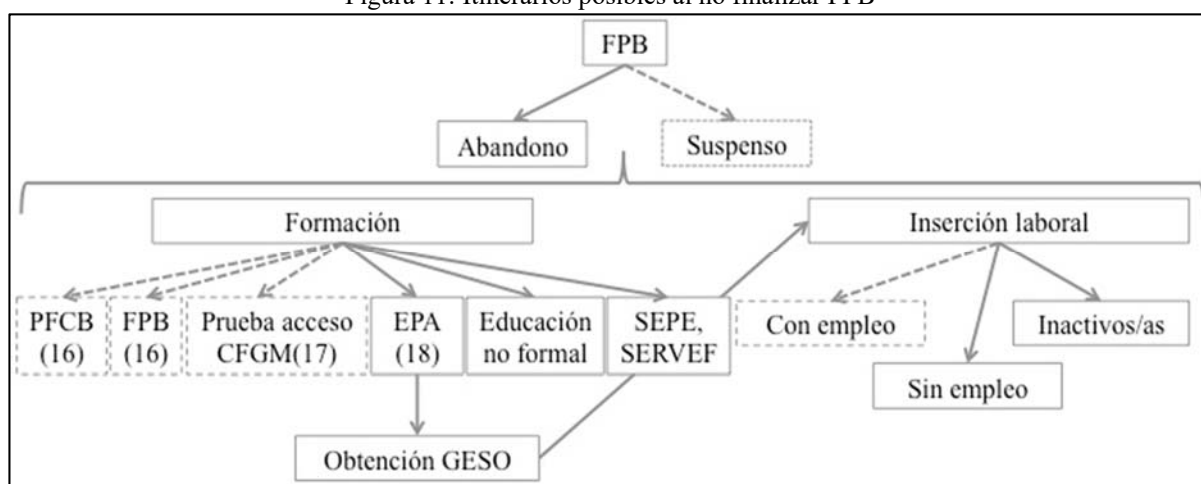 FPB
Abandono
Suspenso
Formación
Inserción laboral
PFCB
(16)
FPB
(16)
Prueba acceso
CFGM(17)
EPA
(18)
Educación
no formal
SEPE,
SERVEF
Con empleo
Inactivos/as
Sin empleo
Obtención GESO